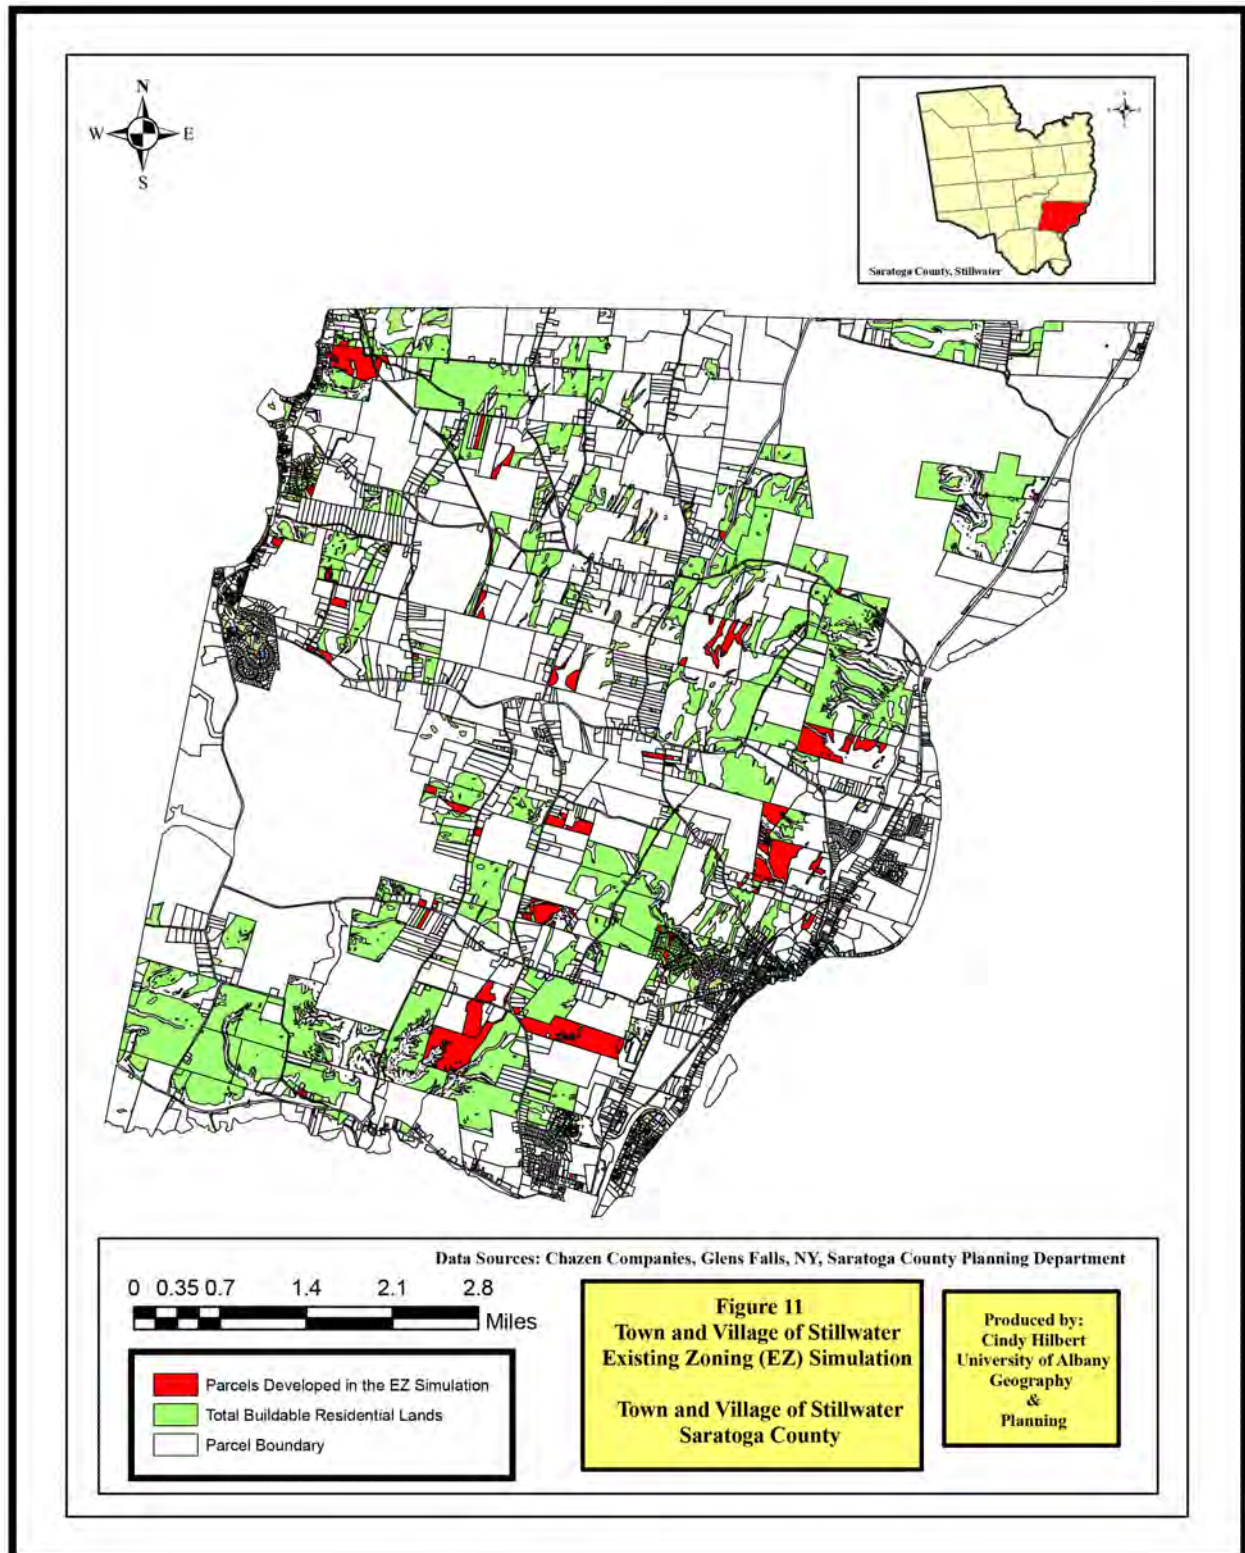 N
W E
S
Saratoga County, Stillwater
Data Sources: Chazen Companies, Glens Falls, NY, Saratoga County Planning Department
0 0.35 0.7 1.4 2.1 2.8
Miles
Parcels Developed in the EZ Simulation
Total Buildable Residential Lands
Parcel Boundary
Figure 11
Town and Village of Stillwater
Existing Zoning (EZ) Simulation
Town and Village of Stillwater
Saratoga County
Produced by:
Cindy Hilbert
University of Albany
Geography
&
Planning